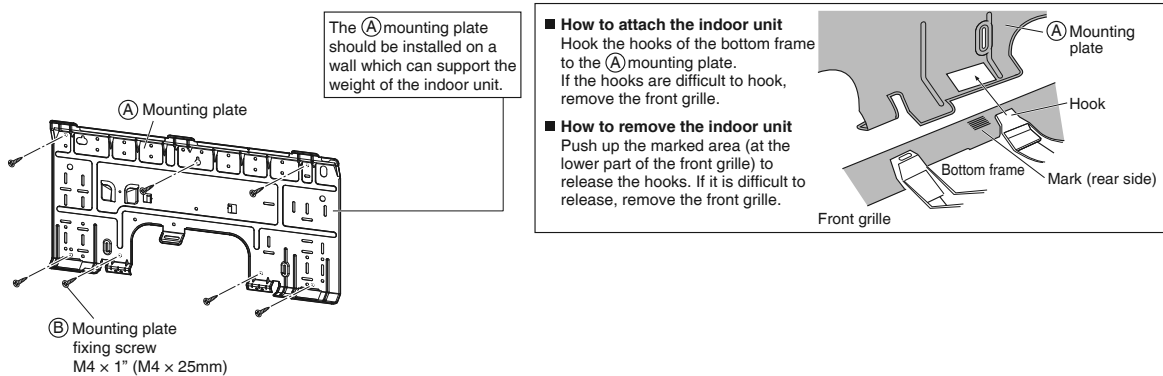 The Ⓐ mounting plate
should be installed on a
wall which can support the
weight of the indoor unit.
Ⓐ Mounting plate
Ⓑ Mounting plate
fixing screw
M4 × 1" (M4 × 25mm)
■ How to attach the indoor unit
Hook the hooks of the bottom frame
to the Ⓐ mounting plate.
If the hooks are difficult to hook,
remove the front grille.
■ How to remove the indoor unit
Push up the marked area (at the
lower part of the front grille) to
release the hooks. If it is difficult to
release, remove the front grille.
Ⓐ Mounting
plate
Hook
Bottom frame
Mark (rear side)
Front grille